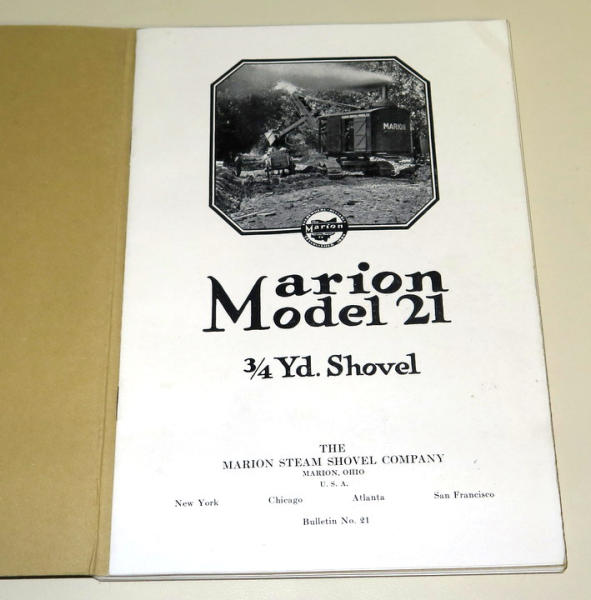 MARION
Marion
Marion
Model 21
3/4 Yd. Shovel
THE
MARION STEAM SHOVEL COMPANY
MARION, OHIO
U. S. A.
New York Chicago Atlanta San Francisco
Bulletin No. 21